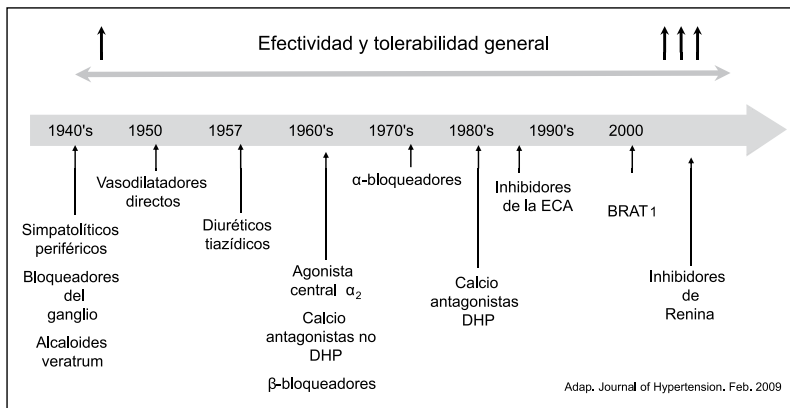 Efectividad y tolerabilidad general
1940's 1950 1957 1960's 1970's 1980's 1990's 2000
Simpatolíticos
periféricos
Bloqueadores
del
ganglio
Alcaloides
veratrum
Vasodilatadores
directos
Diuréticos
tiazídicos
Agonista
central α₂
Calcio
antagonistas no
DHP
β-bloqueadores
α-bloqueadores
Calcio
antagonistas
DHP
Inhibidores
de la ECA
BRAT1
Inhibidores
de
Renina
Adap. Journal of Hypertension. Feb. 2009